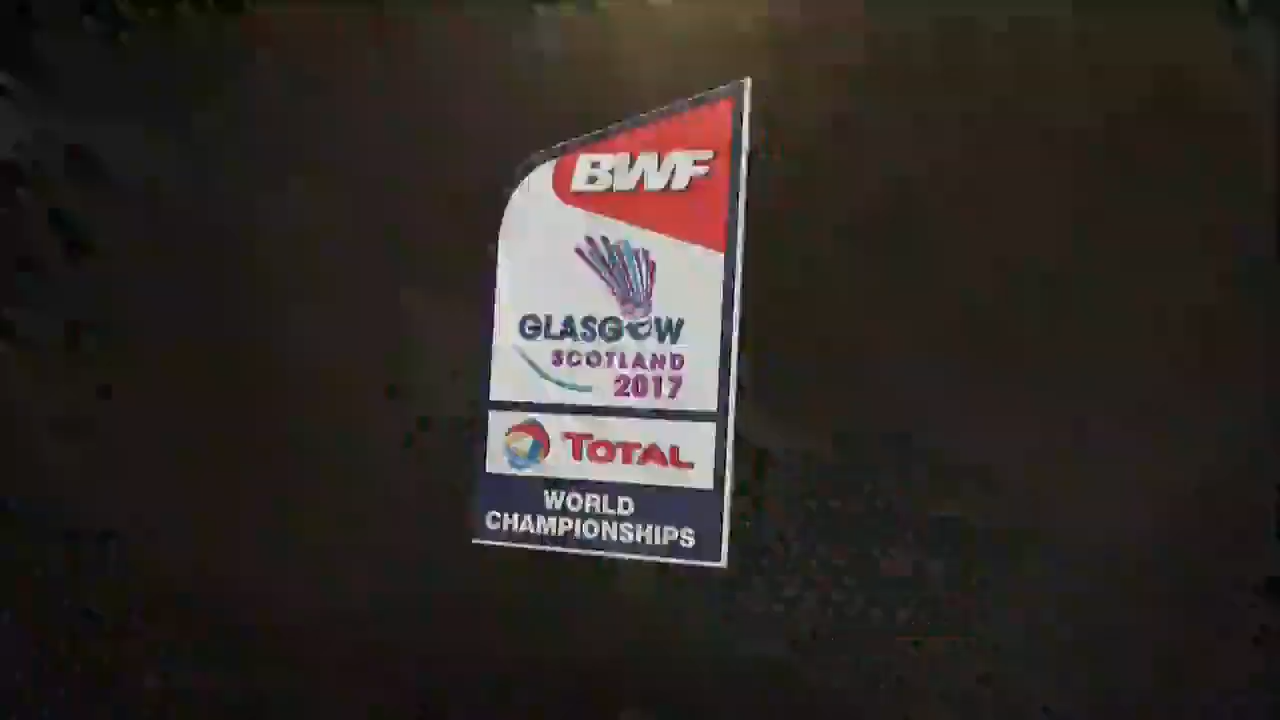 BWF
GLASGOW
SCOTLAND
2017
TOTAL
WORLD
CHAMPIONSHIPS